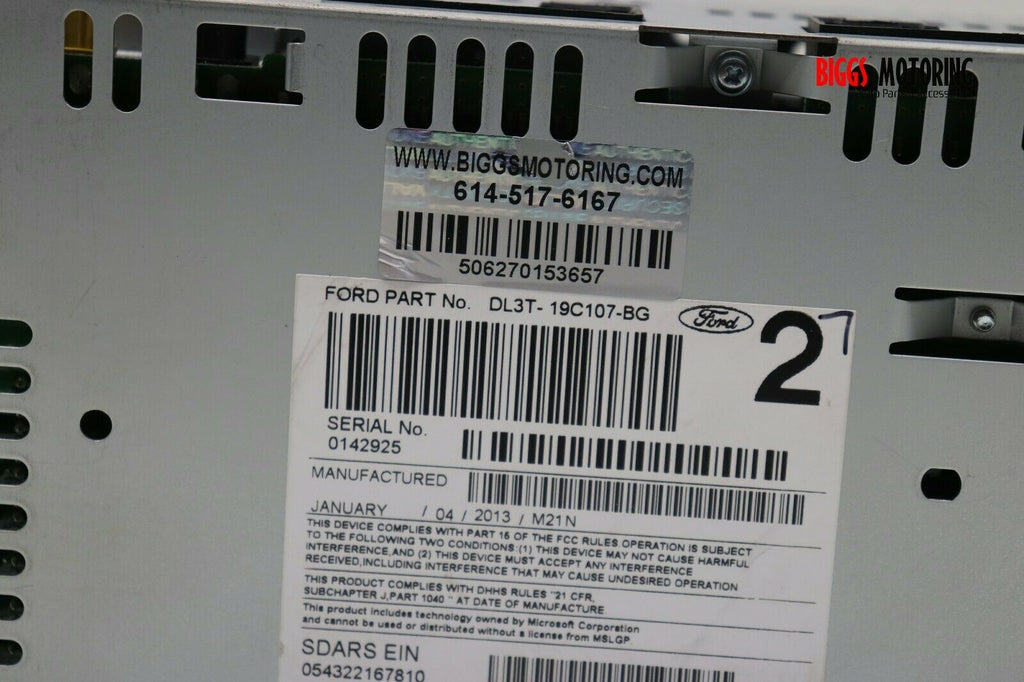 BIGGS MOTORING
WWW.BIGGSMOTORING.COM
614-517-6167
506270153657
FORD PART No. DL3T-19C107-BG
Ford
2
7
SERIAL No.
0142925
MANUFACTURED
JANUARY / 04 / 2013 / M21N
THIS DEVICE COMPLIES WITH PART 15 OF THE FCC RULES OPERATION IS SUBJECT
TO THE FOLLOWING TWO CONDITIONS:(1) THIS DEVICE MAY NOT CAUSE HARMFUL
INTERFERENCE,AND (2) THIS DEVICE MUST ACCEPT ANY INTERFERENCE
RECEIVED,INCLUDING INTERFERENCE THAT MAY CAUSE UNDESIRED OPERATION
THIS PRODUCT COMPLIES WITH DHHS RULES "21 CFR,
SUBCHAPTER J,PART 1040 " AT DATE OF MANUFACTURE
This product includes technology owned by Microsoft Corporation
and cannot be used or distributed without a license from MSLGP
SDARS EIN
054322167810